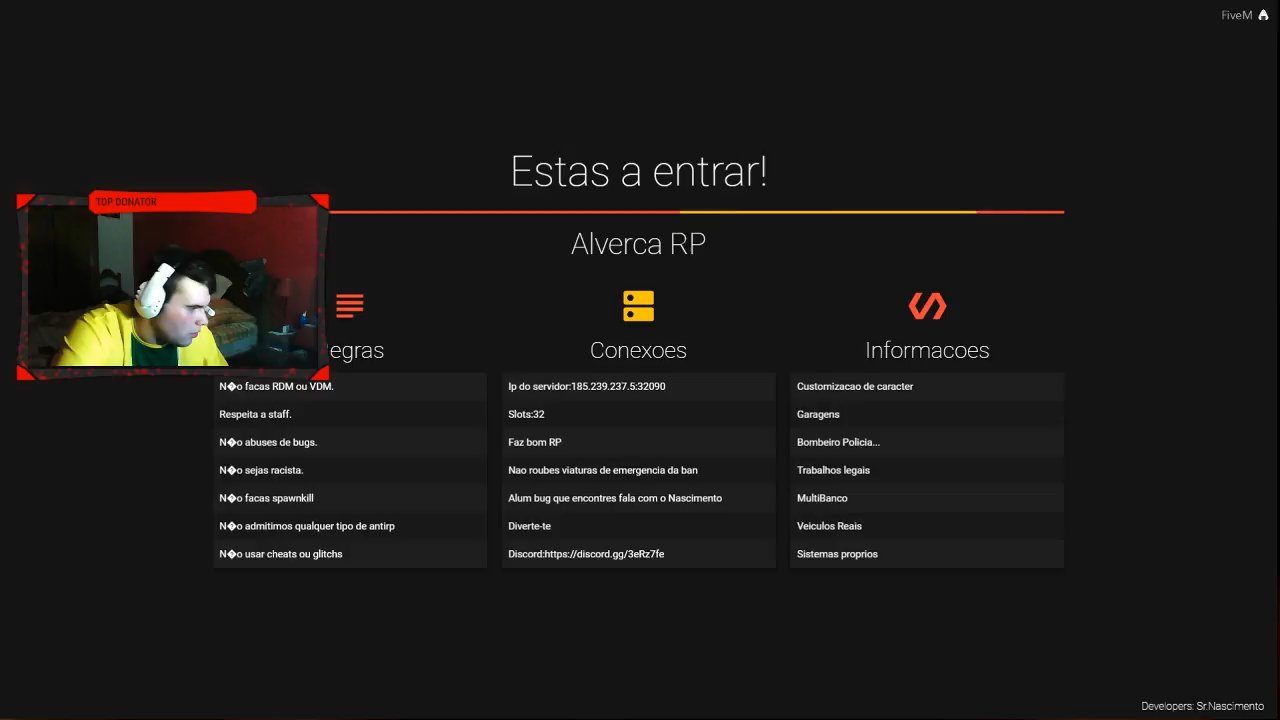 FiveM
Estas a entrar!
TOP DONATOR
Alverca RP
egras
N�o facas RDM ou VDM.
Respeita a staff.
N�o abuses de bugs.
N�o sejas racista.
N�o facas spawnkill
N�o admitimos qualquer tipo de antirp
N�o usar cheats ou glitchs
Conexoes
Ip do servidor:185.239.237.5:32090
Slots:32
Faz bom RP
Nao roubes viaturas de emergencia da ban
Alum bug que encontres fala com o Nascimento
Diverte-te
Discord:https://discord.gg/3eRz7fe
Informacoes
Customizacao de caracter
Garagens
Bombeiro Policia...
Trabalhos legais
MultiBanco
Veiculos Reais
Sistemas proprios
Developers: Sr.Nascimento